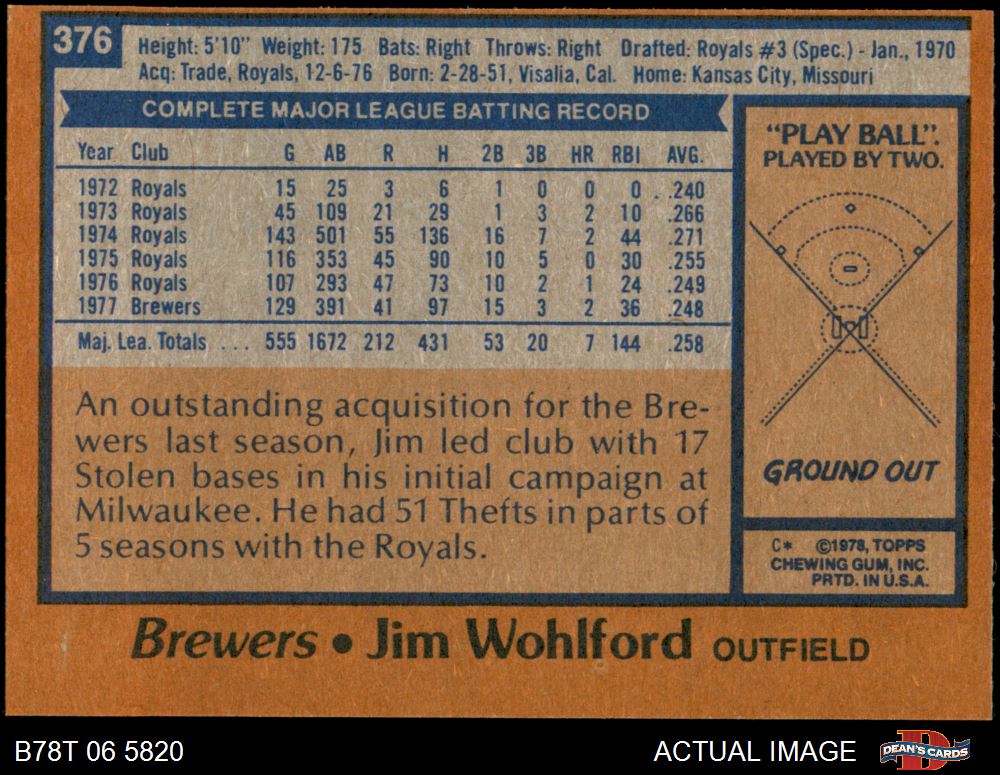 376
Height: 5'10" Weight: 175 Bats: Right Throws: Right Drafted: Royals #3 (Spec.) - Jan., 1970
Acq: Trade, Royals, 12-6-76 Born: 2-28-51, Visalia, Cal. Home: Kansas City, Missouri
COMPLETE MAJOR LEAGUE BATTING RECORD
Year Club G AB R H 2B 3B HR RBI AVG.
1972 Royals 15 25 3 6 1 0 0 0 . .240
1973 Royals 45 109 21 29 1 3 2 10 .266
1974 Royals 143 501 55 136 16 7 2 44 .271
1975 Royals 116 353 45 90 10 5 0 30 .255
1976 Royals 107 293 47 73 10 2 1 24 .249
1977 Brewers 129 391 41 97 15 3 2 36 .248
Maj. Lea. Totals ... 555 1672 212 431 53 20 7 144 .258
An outstanding acquisition for the Bre-
wers last season, Jim led club with 17
Stolen bases in his initial campaign at
Milwaukee. He had 51 Thefts in parts of
5 seasons with the Royals.
"PLAY BALL".
PLAYED BY TWO.
GROUND OUT
C* ©1978, TOPPS
CHEWING GUM, INC.
PRTD. IN U.S.A.
Brewers • Jim Wohlford OUTFIELD
B78T 06 5820
ACTUAL IMAGE
D
DEAN'S CARDS